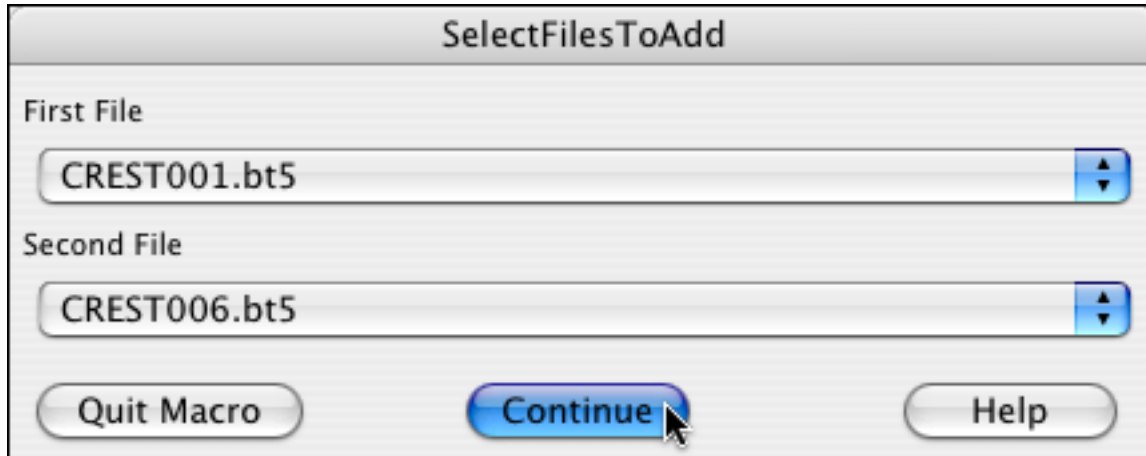 SelectFilesToAdd
First File
CREST001.bt5
Second File
CREST006.bt5
Quit Macro Continue Help